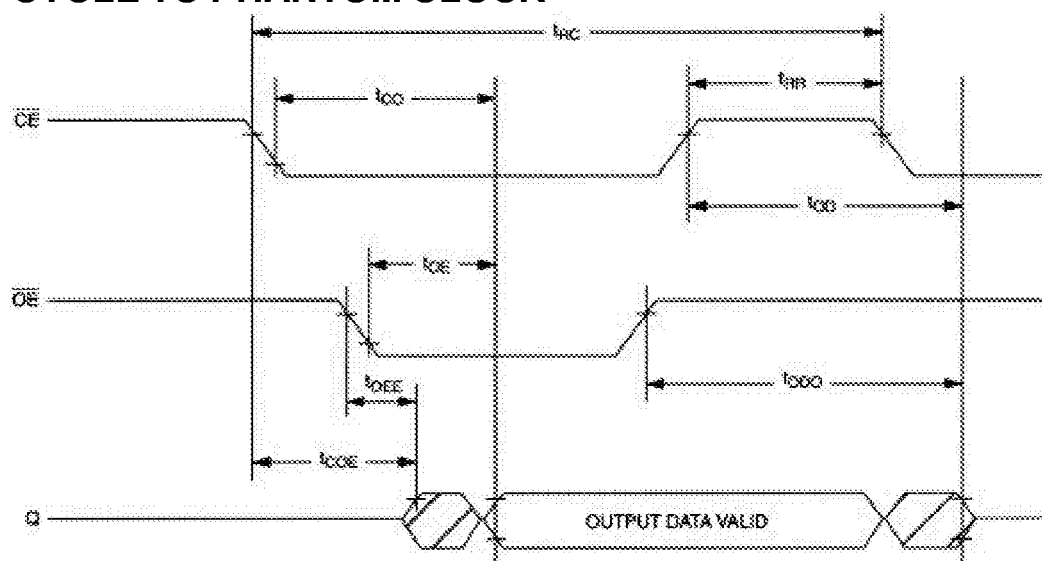 CYCLE TO PHANTOM CLOCK
tRC
tCO
tRR
CE
tOD
tOE
OE
tOEE
tODO
tCOE
Q
OUTPUT DATA VALID